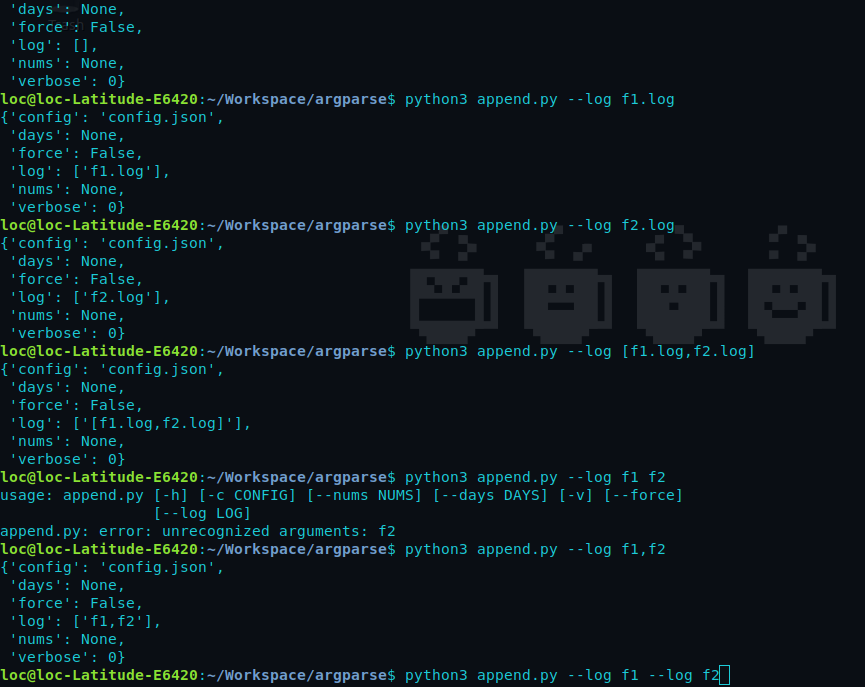 'days': None,
Trash
'force': False,
'log': [],
'nums': None,
'verbose': 0}
loc@loc-Latitude-E6420:~/Workspace/argparse$ python3 append.py --log f1.log
{'config': 'config.json',
'days': None,
'force': False,
'log': ['f1.log'],
'nums': None,
'verbose': 0}
loc@loc-Latitude-E6420:~/Workspace/argparse$ python3 append.py --log f2.log
{'config': 'config.json',
'days': None,
'force': False,
'log': ['f2.log'],
'nums': None,
'verbose': 0}
loc@loc-Latitude-E6420:~/Workspace/argparse$ python3 append.py --log [f1.log,f2.log]
{'config': 'config.json',
'days': None,
'force': False,
'log': ['[f1.log,f2.log]'],
'nums': None,
'verbose': 0}
loc@loc-Latitude-E6420:~/Workspace/argparse$ python3 append.py --log f1 f2
usage: append.py [-h] [-c CONFIG] [--nums NUMS] [--days DAYS] [-v] [--force]
[--log LOG]
append.py: error: unrecognized arguments: f2
loc@loc-Latitude-E6420:~/Workspace/argparse$ python3 append.py --log f1,f2
{'config': 'config.json',
'days': None,
'force': False,
'log': ['f1,f2'],
'nums': None,
'verbose': 0}
loc@loc-Latitude-E6420:~/Workspace/argparse$ python3 append.py --log f1 --log f2